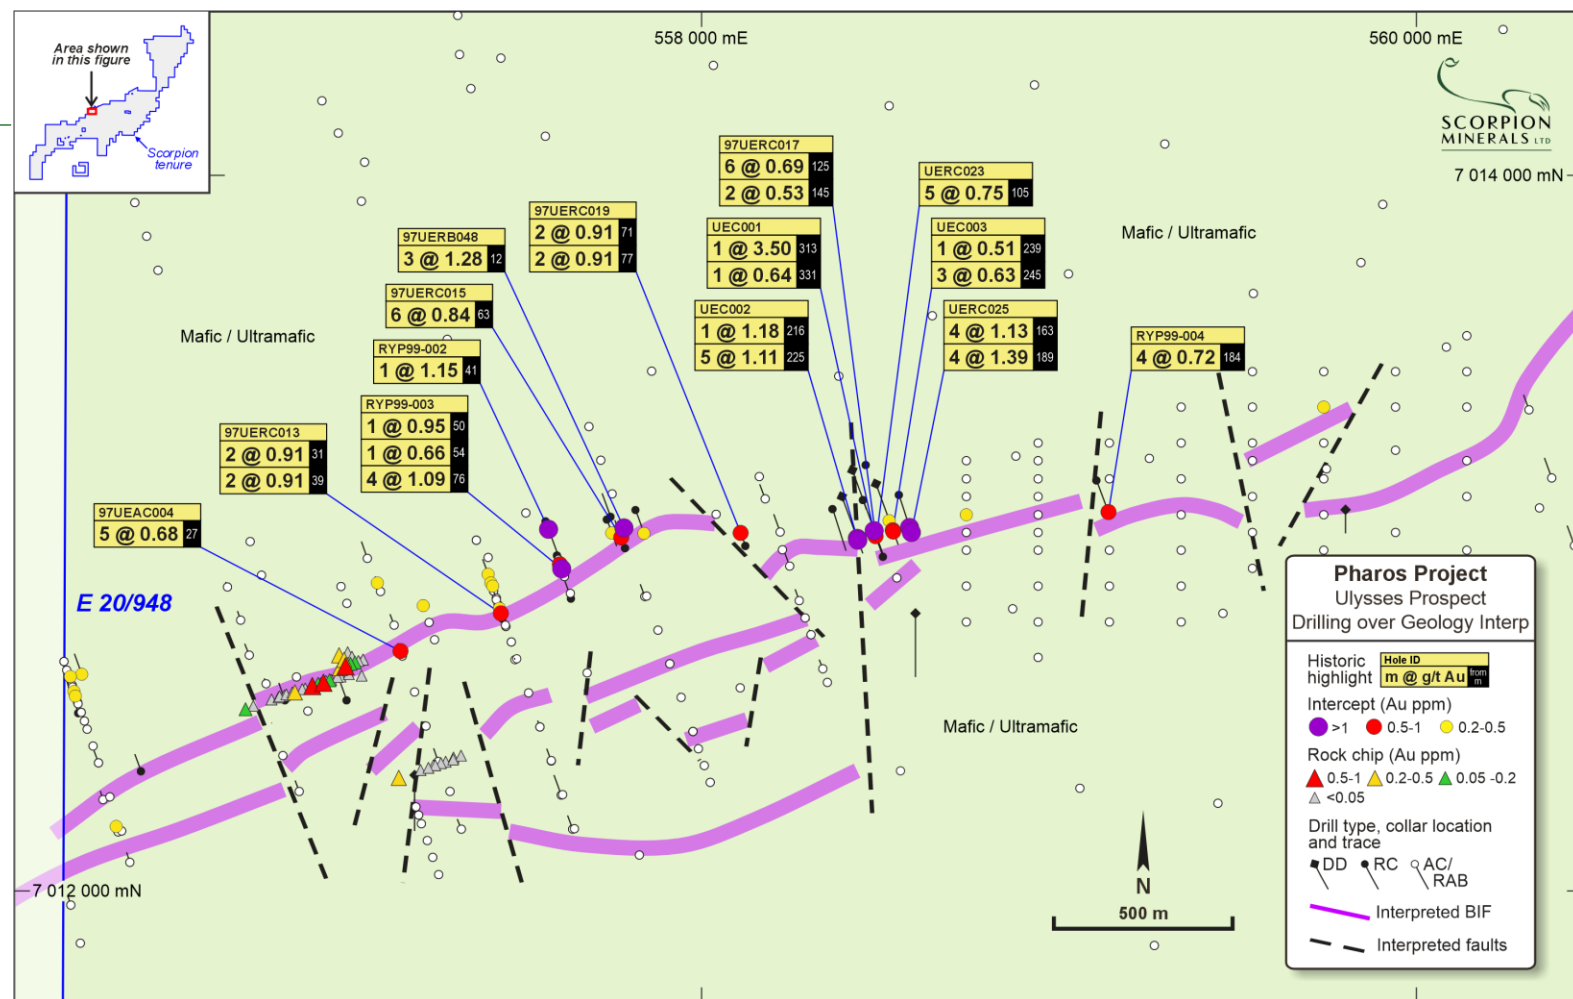 558 000 mE
560 000 mE
Area shown
in this figure
Scorpion
tenure
SCORPION
MINERALS LTD
7 014 000 mN
97UERC017
6 @ 0.69 125
2 @ 0.53 145
UERC023
5 @ 0.75 105
97UERC019
2 @ 0.91 71
2 @ 0.91 77
97UERB048
3 @ 1.28 12
UEC001
1 @ 3.50 313
1 @ 0.64 331
UEC003
1 @ 0.51 239
3 @ 0.63 245
Mafic / Ultramafic
97UERC015
6 @ 0.84 63
UEC002
1 @ 1.18 216
5 @ 1.11 225
UERC025
4 @ 1.13 163
4 @ 1.39 189
Mafic / Ultramafic
RYP99-002
1 @ 1.15 41
RYP99-004
4 @ 0.72 184
RYP99-003
1 @ 0.95 50
1 @ 0.66 54
4 @ 1.09 76
97UERC013
2 @ 0.91 31
2 @ 0.91 39
97UEAC004
5 @ 0.68 27
E 20/948
Mafic / Ultramafic
7 012 000 mN
N
500 m
Pharos Project
Ulysses Prospect
Drilling over Geology Interp
Historic
highlight
Hole ID
m @ g/t Au from
m
Intercept (Au ppm)
>1 0.5-1 0.2-0.5
Rock chip (Au ppm)
0.5-1 0.2-0.5 0.05 -0.2
<0.05
Drill type, collar location
and trace
DD RC AC/
RAB
Interpreted BIF
Interpreted faults